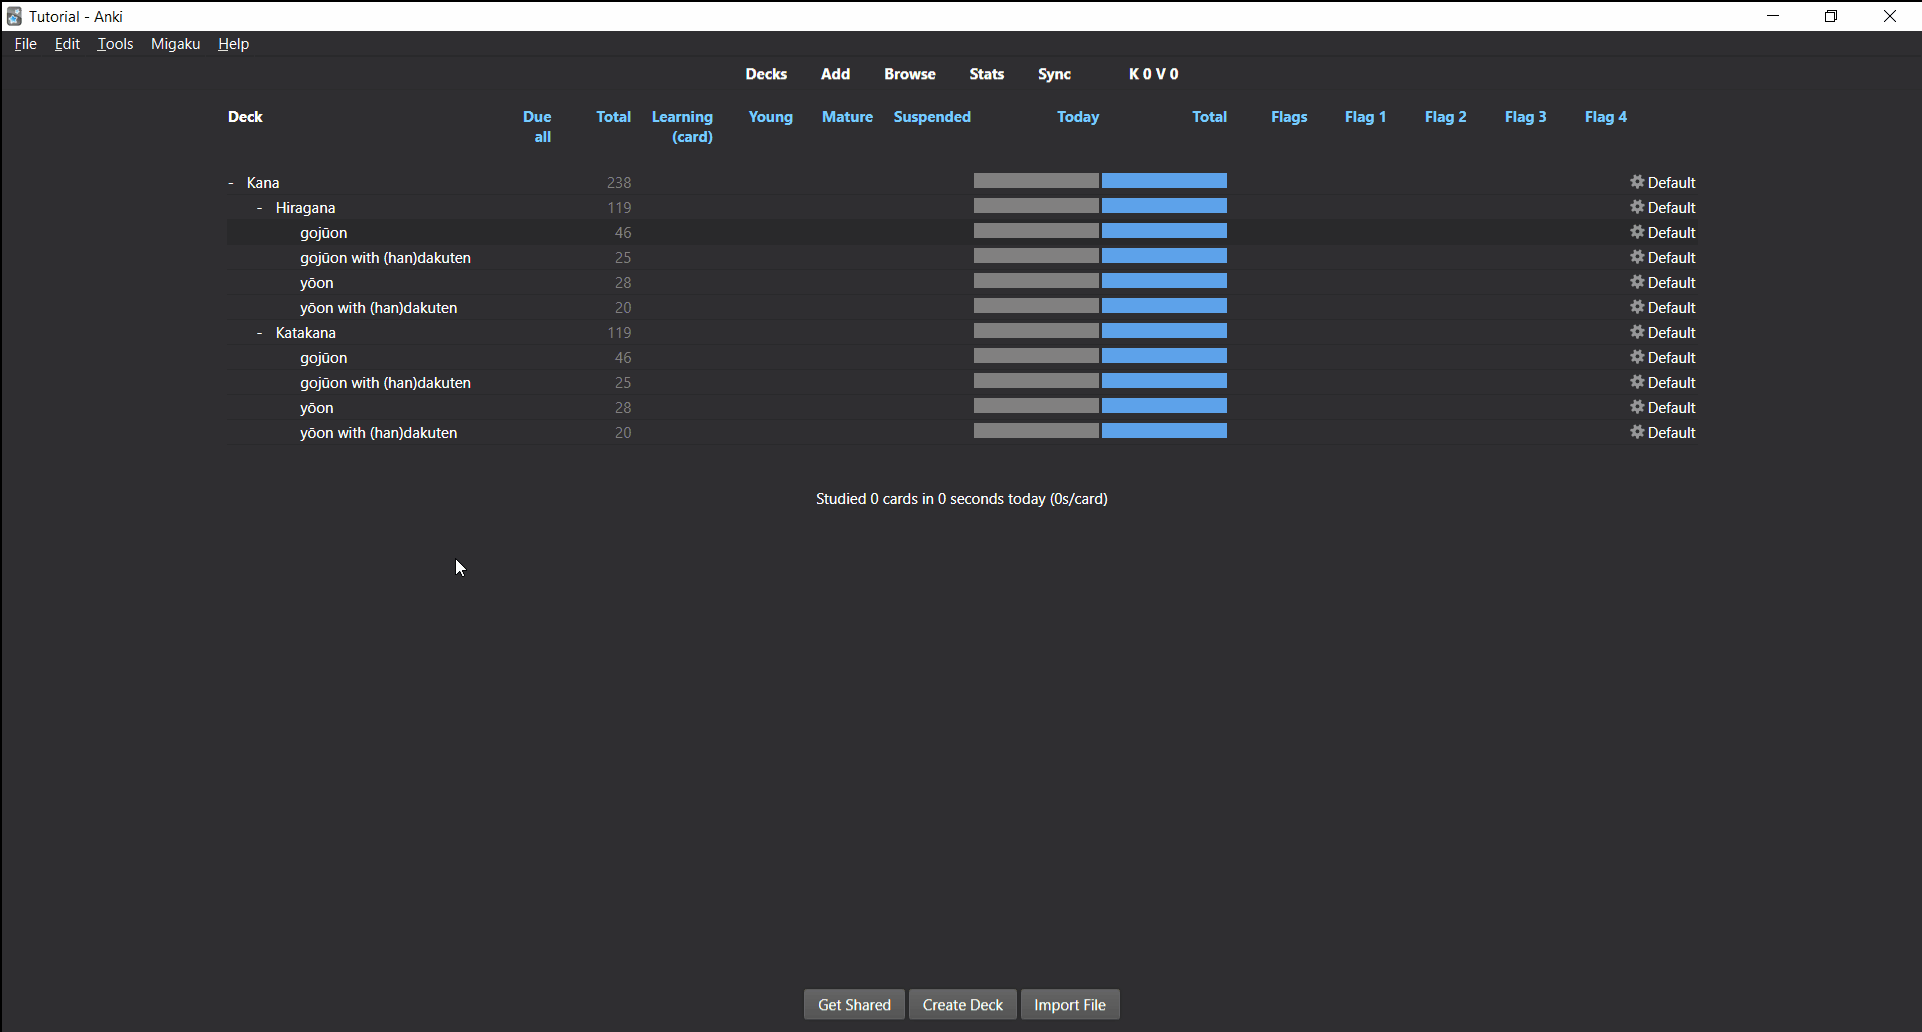 Tutorial - Anki
File Edit Tools Migaku Help
Decks Add Browse Stats Sync K 0 V 0
Deck Due all Total Learning (card) Young Mature Suspended Today Total Flags Flag 1 Flag 2 Flag 3 Flag 4
- Kana 238 Default
- Hiragana 119 Default
gojūon 46 Default
gojūon with (han)dakuten 25 Default
yōon 28 Default
yōon with (han)dakuten 20 Default
- Katakana 119 Default
gojūon 46 Default
gojūon with (han)dakuten 25 Default
yōon 28 Default
yōon with (han)dakuten 20 Default
Studied 0 cards in 0 seconds today (0s/card)
Get Shared Create Deck Import File